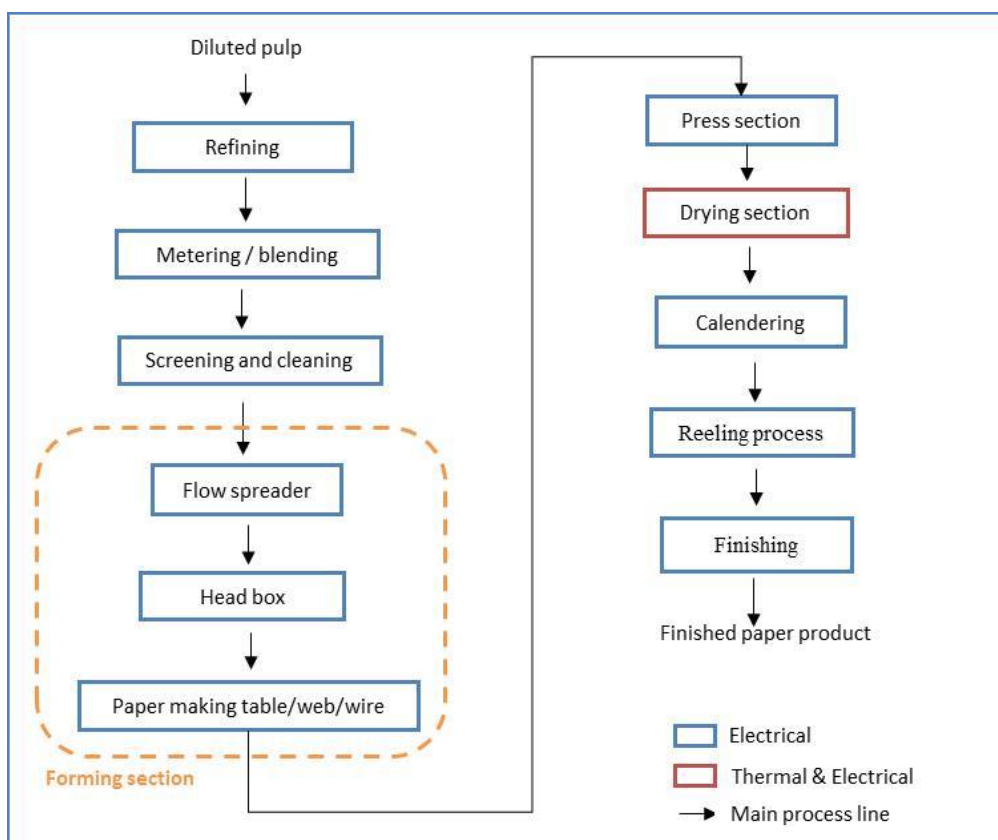 Diluted pulp
Refining
Metering / blending
Screening and cleaning
Flow spreader
Head box
Paper making table/web/wire
Forming section
Press section
Drying section
Calendering
Reeling process
Finishing
Finished paper product
Electrical
Thermal & Electrical
Main process line